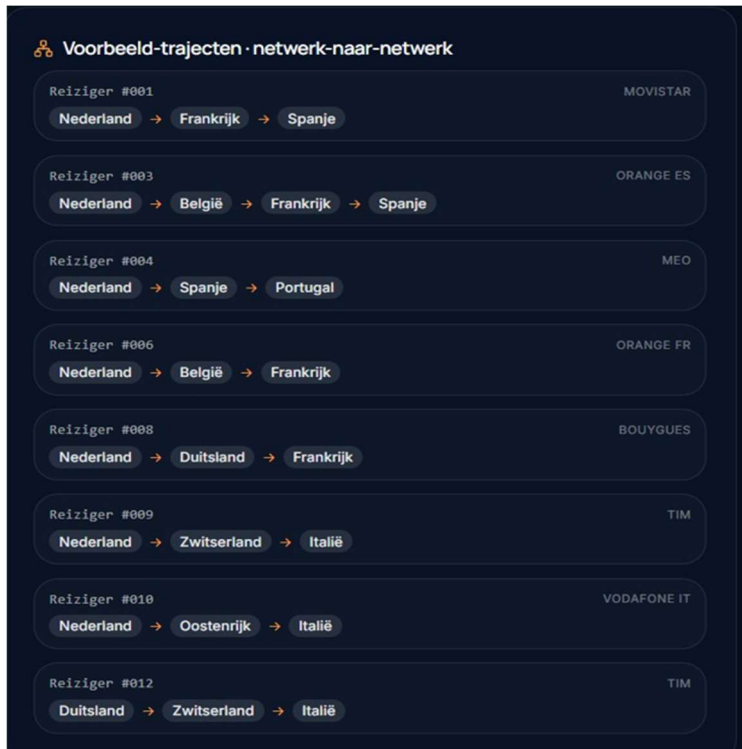 Voorbeeld-trajecten · netwerk-naar-netwerk
Reiziger #001 MOVISTAR
Nederland → Frankrijk → Spanje
Reiziger #003 ORANGE ES
Nederland → België → Frankrijk → Spanje
Reiziger #004 MEO
Nederland → Spanje → Portugal
Reiziger #006 ORANGE FR
Nederland → België → Frankrijk
Reiziger #008 BOUYGUES
Nederland → Duitsland → Frankrijk
Reiziger #009 TIM
Nederland → Zwitserland → Italië
Reiziger #010 VODAFONE IT
Nederland → Oostenrijk → Italië
Reiziger #012 TIM
Duitsland → Zwitserland → Italië